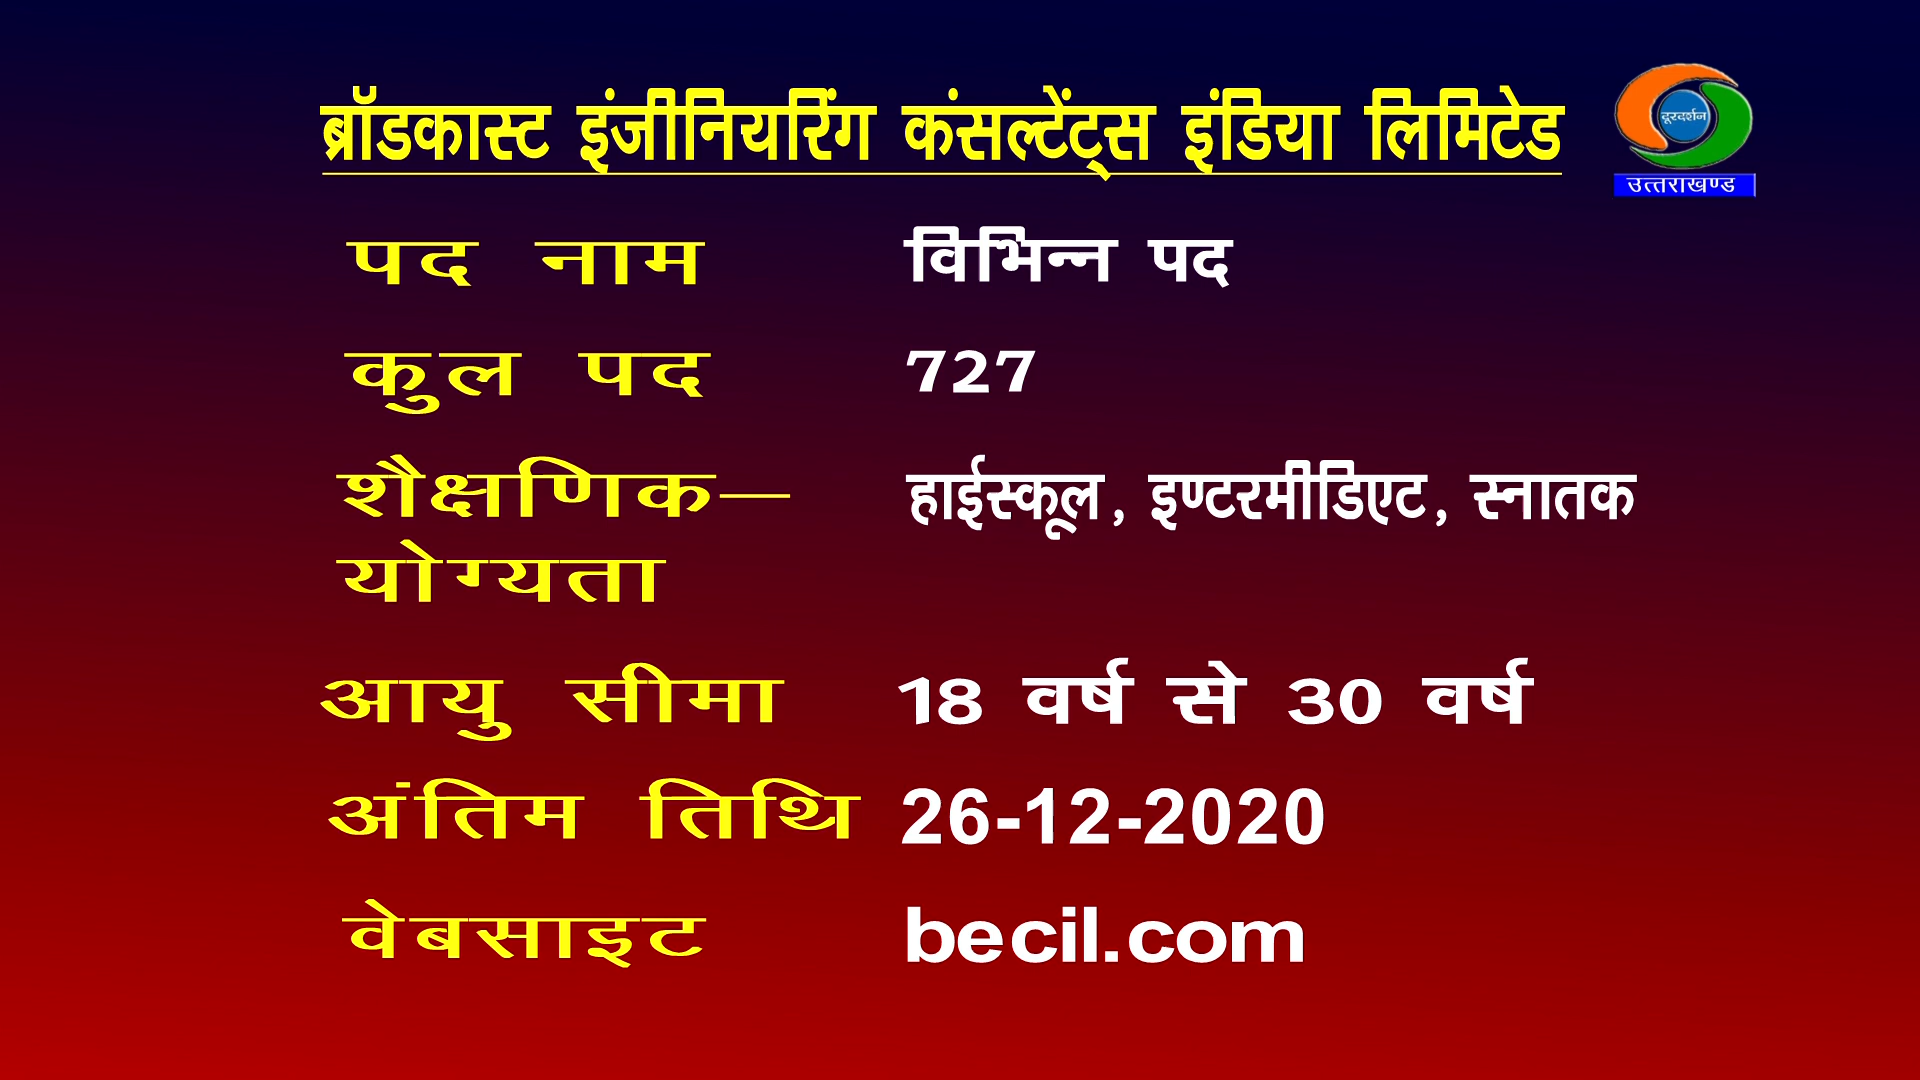 ब्रॉडकास्ट इंजीनियरिंग कंसल्टेंट्स इंडिया लिमिटेड
दूरदर्शन
उत्तराखण्ड
पद नाम विभिन्न पद
कुल पद 727
शैक्षणिक– हाईस्कूल, इण्टरमीडिएट, स्नातक
योग्यता
आयु सीमा 18 वर्ष से 30 वर्ष
अंतिम तिथि 26-12-2020
वेबसाइट becil.com